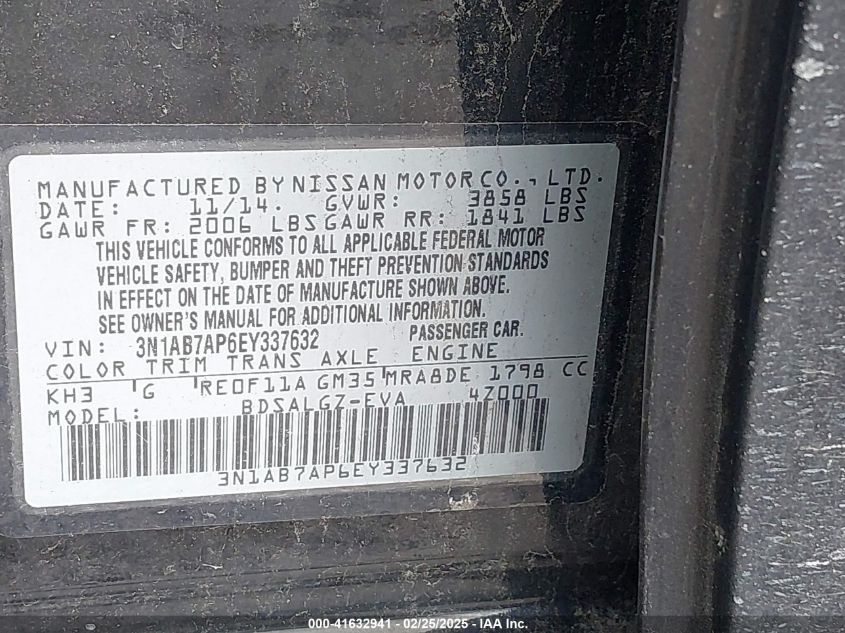 MANUFACTURED BY NISSAN MOTOR CO., LTD.
DATE: 11/14. GVWR: 3858 LBS
GAWR FR: 2006 LBS GAWR RR: 1841 LBS
THIS VEHICLE CONFORMS TO ALL APPLICABLE FEDERAL MOTOR
VEHICLE SAFETY, BUMPER AND THEFT PREVENTION STANDARDS
IN EFFECT ON THE DATE OF MANUFACTURE SHOWN ABOVE.
SEE OWNER'S MANUAL FOR ADDITIONAL INFORMATION.
VIN: 3N1AB7AP6EY337632 PASSENGER CAR.
COLOR TRIM TRANS AXLE ENGINE
KH3 G RE0F11A GM35 MRA8DE 1798 CC
MODEL: BDSALGZ-EVA 4Z000
3N1AB7AP6EY337632
000-41632941 / 02/25/2025 - IAA Inc.